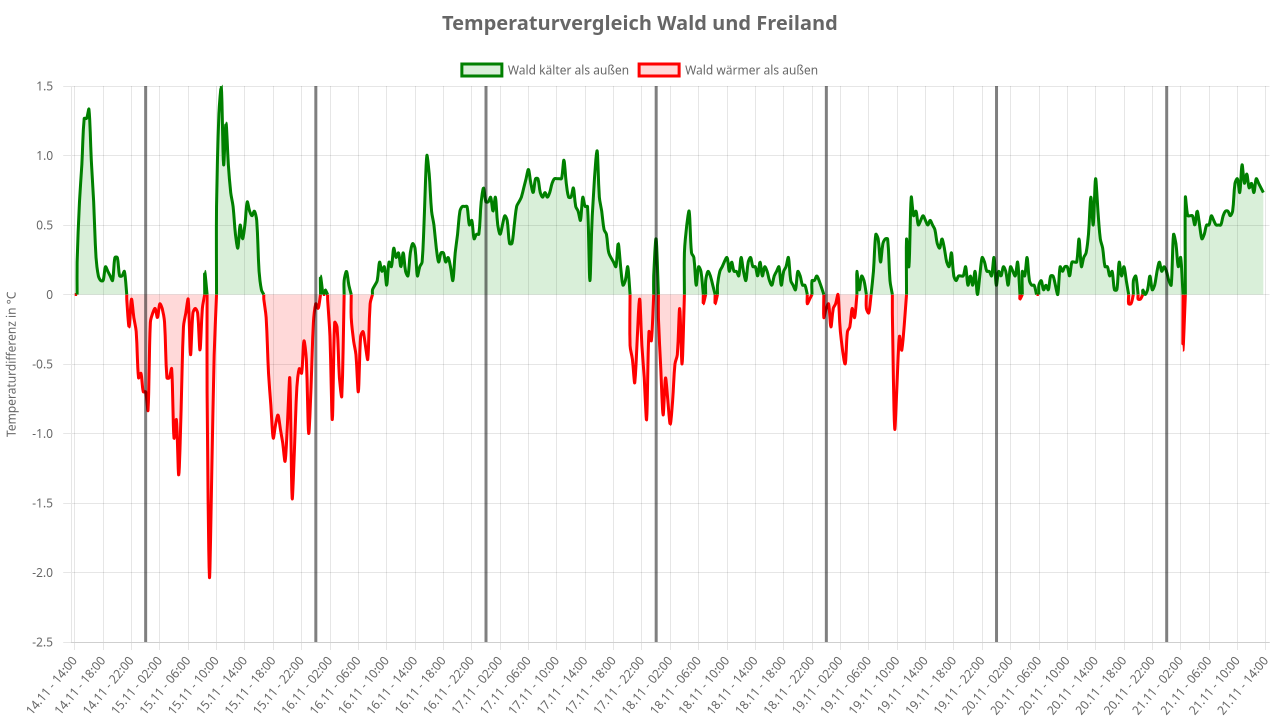 Temperaturvergleich Wald und Freiland
Wald kälter als außen
Wald wärmer als außen
Temperaturdifferenz in °C
1.5
1.0
0.5
0
-0.5
-1.0
-1.5
-2.0
-2.5
14.11 - 14:00
14.11 - 18:00
14.11 - 22:00
15.11 - 02:00
15.11 - 06:00
15.11 - 10:00
15.11 - 14:00
15.11 - 18:00
15.11 - 22:00
16.11 - 02:00
16.11 - 06:00
16.11 - 10:00
16.11 - 14:00
16.11 - 18:00
16.11 - 22:00
17.11 - 02:00
17.11 - 06:00
17.11 - 10:00
17.11 - 14:00
17.11 - 18:00
17.11 - 22:00
18.11 - 02:00
18.11 - 06:00
18.11 - 10:00
18.11 - 14:00
18.11 - 18:00
18.11 - 22:00
19.11 - 02:00
19.11 - 06:00
19.11 - 10:00
19.11 - 14:00
19.11 - 18:00
19.11 - 22:00
20.11 - 02:00
20.11 - 06:00
20.11 - 10:00
20.11 - 14:00
20.11 - 18:00
20.11 - 22:00
21.11 - 02:00
21.11 - 06:00
21.11 - 10:00
21.11 - 14:00